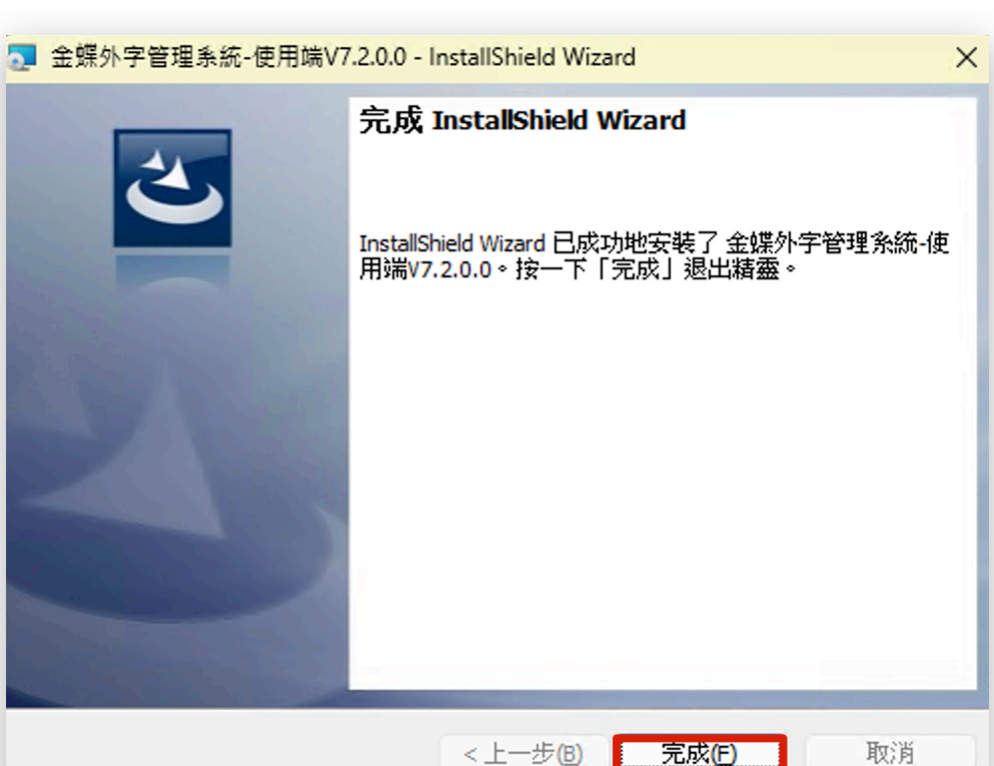 金蝶外字管理系統-使用端V7.2.0.0 - InstallShield Wizard
完成 InstallShield Wizard
InstallShield Wizard 已成功地安裝了 金蝶外字管理系統-使
用端V7.2.0.0。按一下「完成」退出精靈。
< 上一步(B)
完成(F)
取消